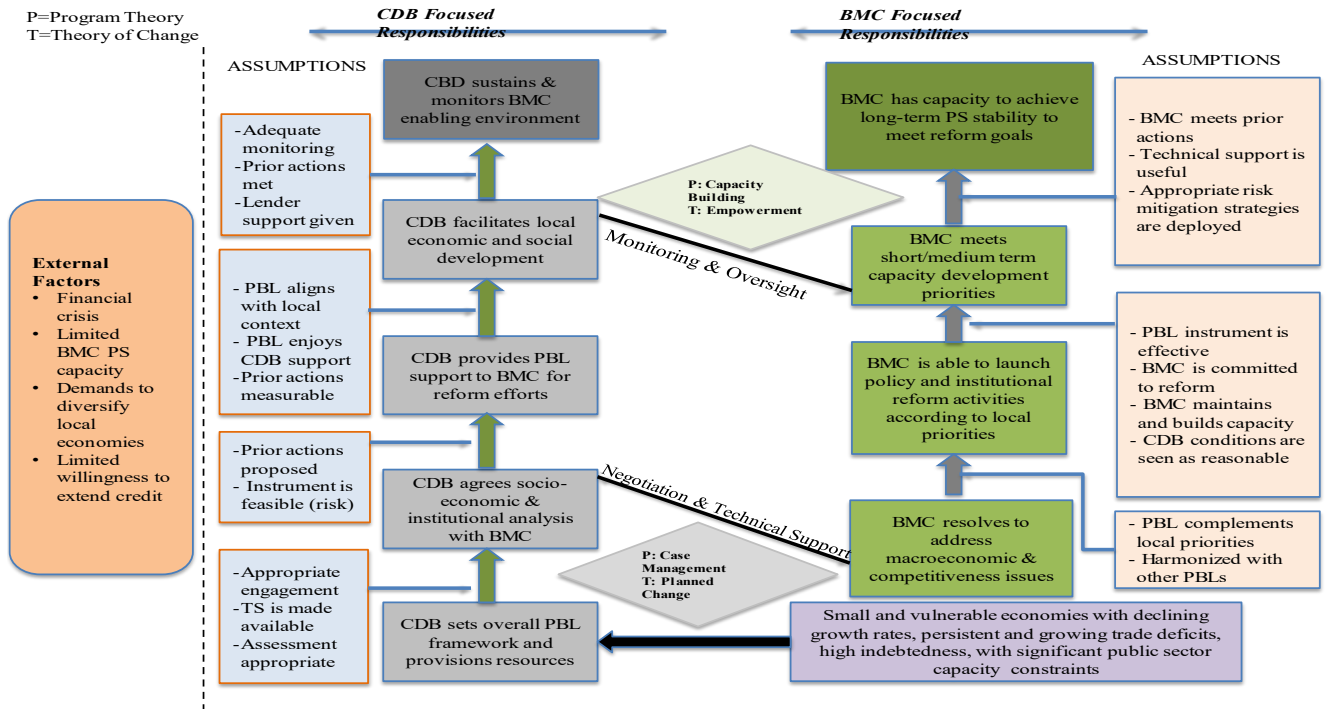 P=Program Theory
T=Theory of Change
CDB Focused
Responsibilities
BMC Focused
Responsibilities
ASSUMPTIONS
ASSUMPTIONS
External
Factors
• Financial
crisis
• Limited
BMC PS
capacity
• Demands to
diversify
local
economies
• Limited
willingness to
extend credit
-Adequate
monitoring
-Prior actions
met
-Lender
support given
- PBL aligns
with local
context
- PBL enjoys
CDB support
-Prior actions
measurable
-Prior actions
proposed
- Instrument is
feasible (risk)
-Appropriate
engagement
-TS is made
available
-Assessment
appropriate
CBD sustains &
monitors BMC
enabling environment
CDB facilitates local
economic and social
development
CDB provides PBL
support to BMC for
reform efforts
CDB agrees socio-
economic &
institutional analysis
with BMC
CDB sets overall PBL
framework and
provisions resources
P: Capacity
Building
T: Empowerment
Monitoring & Oversight
Negotiation & Technical Support
P: Case
Management
T: Planned
Change
BMC has capacity to achieve
long-term PS stability to
meet reform goals
BMC meets
short/medium term
capacity development
priorities
BMC is able to launch
policy and institutional
reform activities
according to local
priorities
BMC resolves to
address
macroeconomic &
competitiveness issues
Small and vulnerable economies with declining
growth rates, persistent and growing trade deficits,
high indebtedness, with significant public sector
capacity constraints
- BMC meets prior
actions
- Technical support is
useful
- Appropriate risk
mitigation strategies
are deployed
- PBL instrument is
effective
- BMC is committed
to reform
- BMC maintains
and builds capacity
- CDB conditions are
seen as reasonable
- PBL complements
local priorities
- Harmonized with
other PBLs